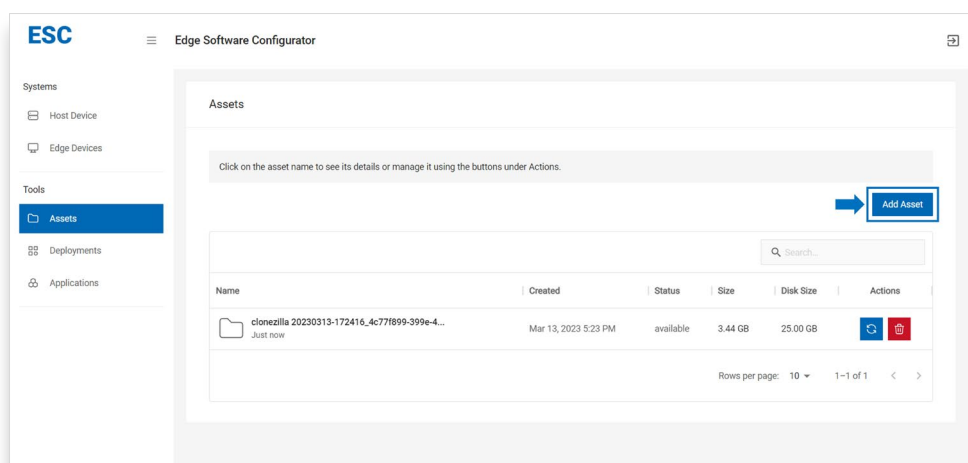 ESC
Edge Software Configurator
Systems
Host Device
Edge Devices
Tools
Assets
Deployments
Applications
Assets
Click on the asset name to see its details or manage it using the buttons under Actions.
Add Asset
Search...
Name Created Status Size Disk Size Actions
clonezilla 20230313-172416_4c77f899-399e-4...
Just now
Mar 13, 2023 5:23 PM available 3.44 GB 25.00 GB
Rows per page: 10 1–1 of 1